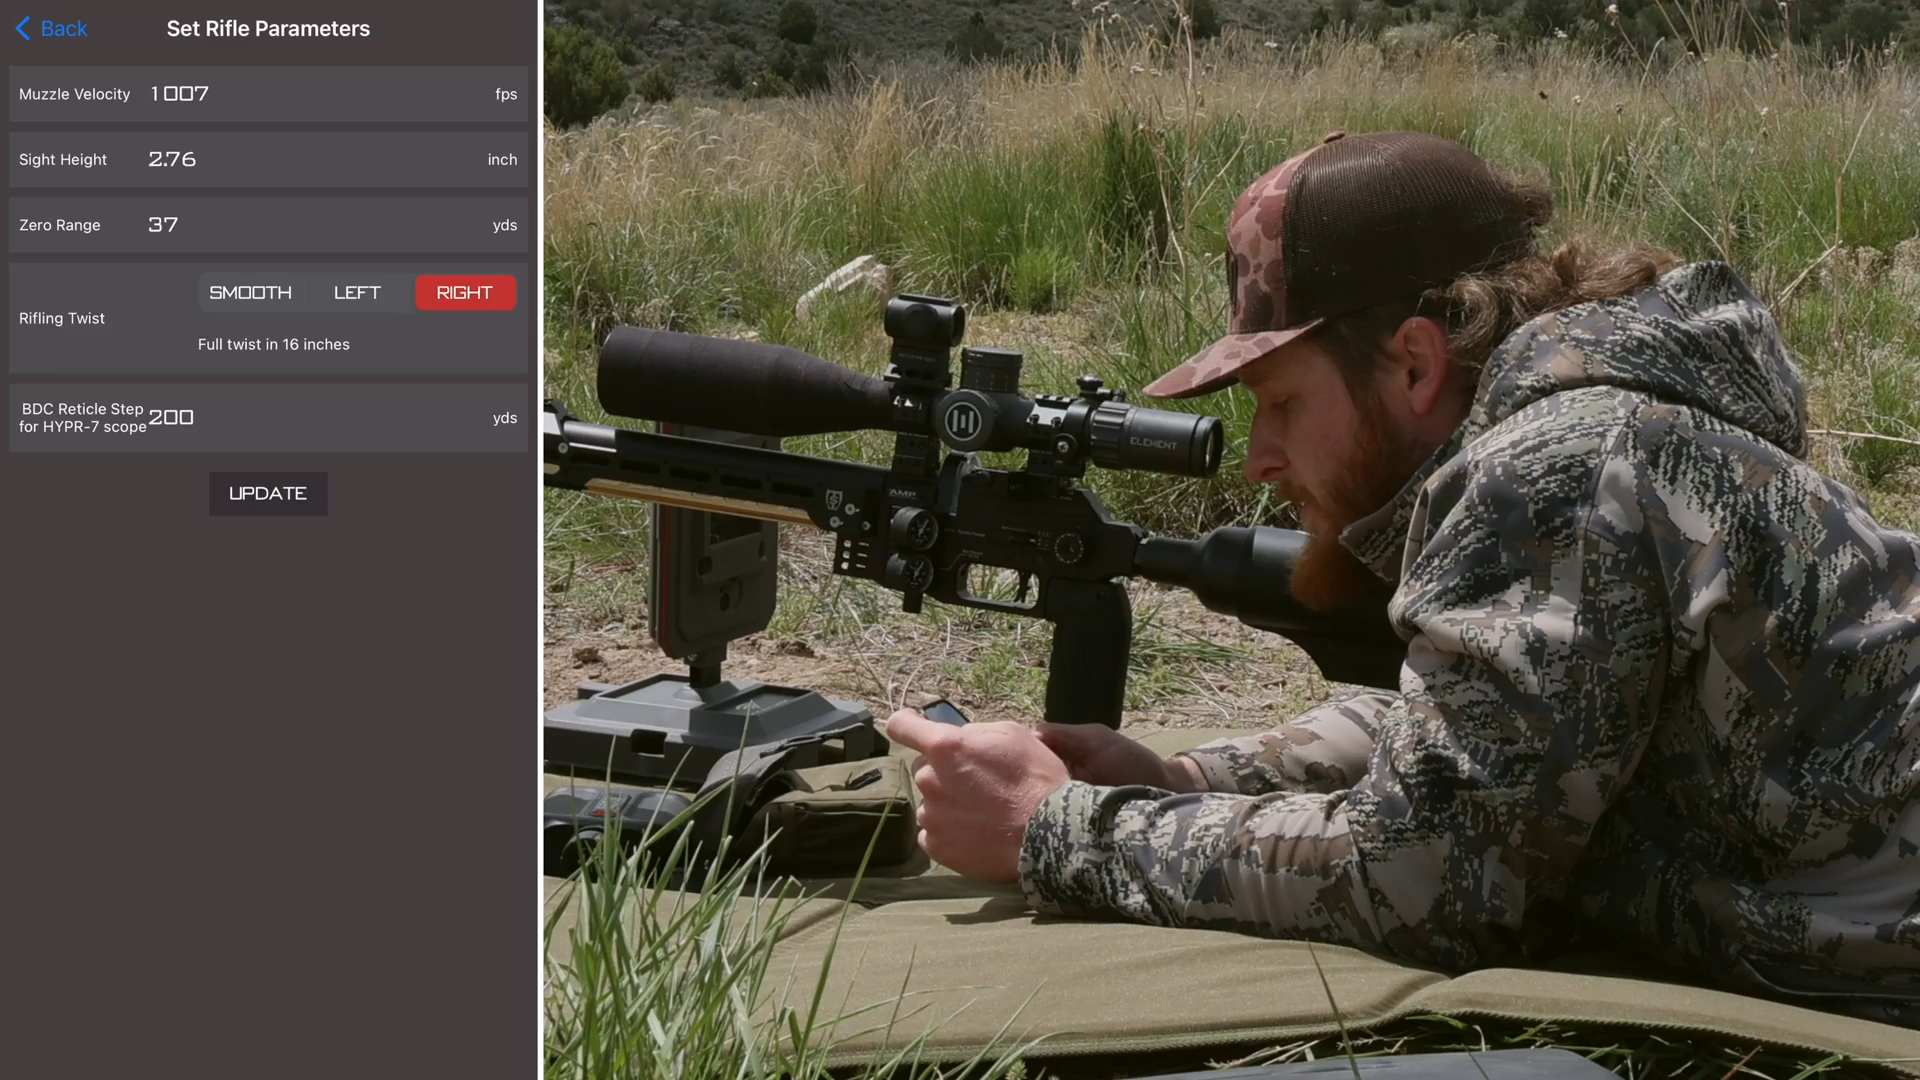 Back
Set Rifle Parameters
Muzzle Velocity 1007 fps
Sight Height 2.76 inch
Zero Range 37 yds
SMOOTH LEFT RIGHT
Rifling Twist
Full twist in 16 inches
BDC Reticle Step
for HYPR-7 scope 200 yds
UPDATE
ELEMENT
AMP